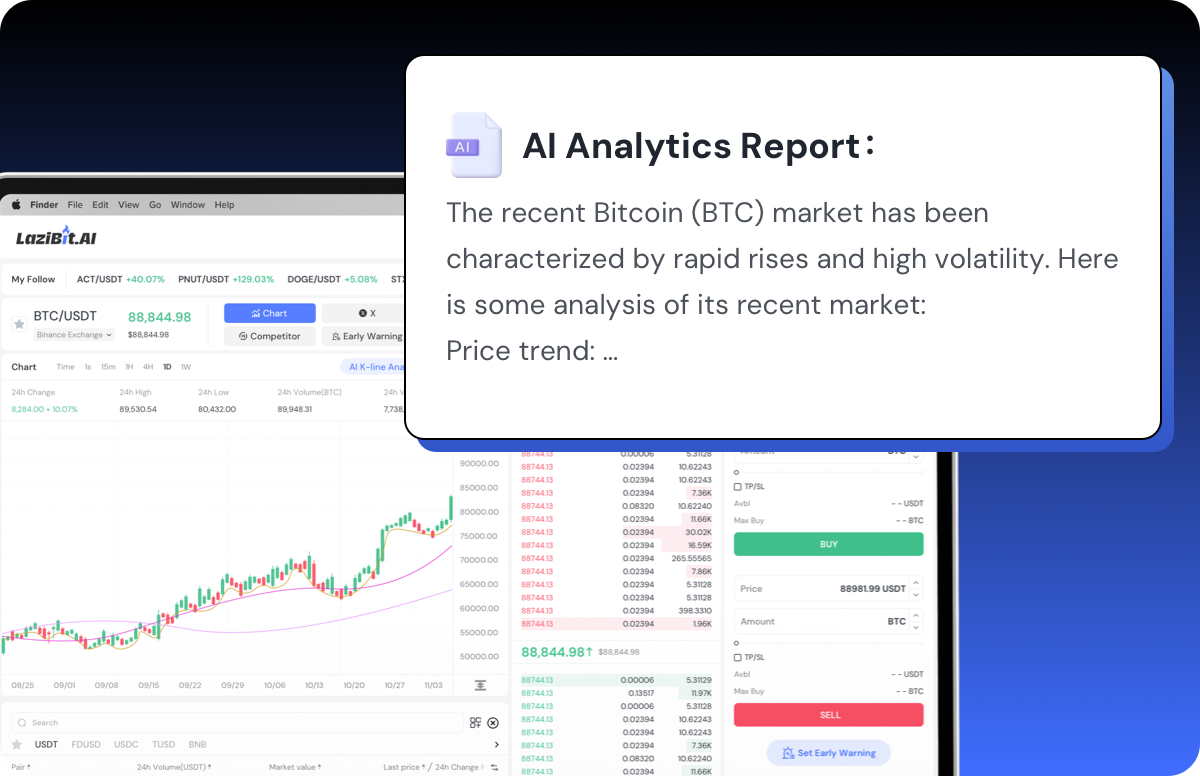 AI
AI Analytics Report:
The recent Bitcoin (BTC) market has been
characterized by rapid rises and high volatility. Here
is some analysis of its recent market:
Price trend: ...
Finder File Edit View Go Window Help
LaziBit.AI
My Follow ACT/USDT +40.07% PNUT/USDT +129.03% DOGE/USDT +5.08%
BTC/USDT 88,844.98
Binance Exchange $88,844.98
Chart X
Competitor Early Warning
Chart Time 1s 15m 1H 4H 1D 1W AI K-line
24h Change 24h High 24h Low 24h Volume(BTC) 24h
8,284.00 + 10.07% 89,530.54 80,432.00 89,948.31 7,738,
90000.00
85000.00
80000.00
75000.00
70000.00
65000.00
60000.00
55000.00
50000.00
08/25 09/01 09/08 09/15 09/22 09/29 10/06 10/13 10/20 10/27 11/03
Search
USDT FDUSD USDC TUSD BNB
Pair 24h Volume(USDT) Market value Last price / 24h Change
88744.13 0.00006 5.31128
88744.13 0.02394 10.62243
88744.13 0.02394 10.62243
88744.13 0.02394 7.36K
88744.13 0.08320 10.62240
88744.13 0.02394 11.66K
88744.13 0.02394 30.02K
88744.13 0.02394 16.59K
88744.13 0.02394 265.55565
88744.13 0.02394 7.86K
88744.13 0.02394 5.31128
88744.13 0.02394 5.31128
88744.13 0.02394 398.3310
88744.13 0.02394 1.96K
88,844.98↑ $88,844.98
88744.13 0.00006 5.31129
88744.13 0.13517 11.97K
88744.13 0.00006 5.31128
88744.13 0.02394 10.62243
88744.13 0.02394 10.62243
88744.13 0.02394 7.36K
88744.13 0.08320 10.62240
88744.13 0.02394 11.66K
Amount BTC
TP/SL
Avbl - - USDT
Max Buy - - BTC
BUY
Price 88981.99 USDT
Amount BTC
TP/SL
Avbl - - USDT
Max Buy - - BTC
SELL
Set Early Warning